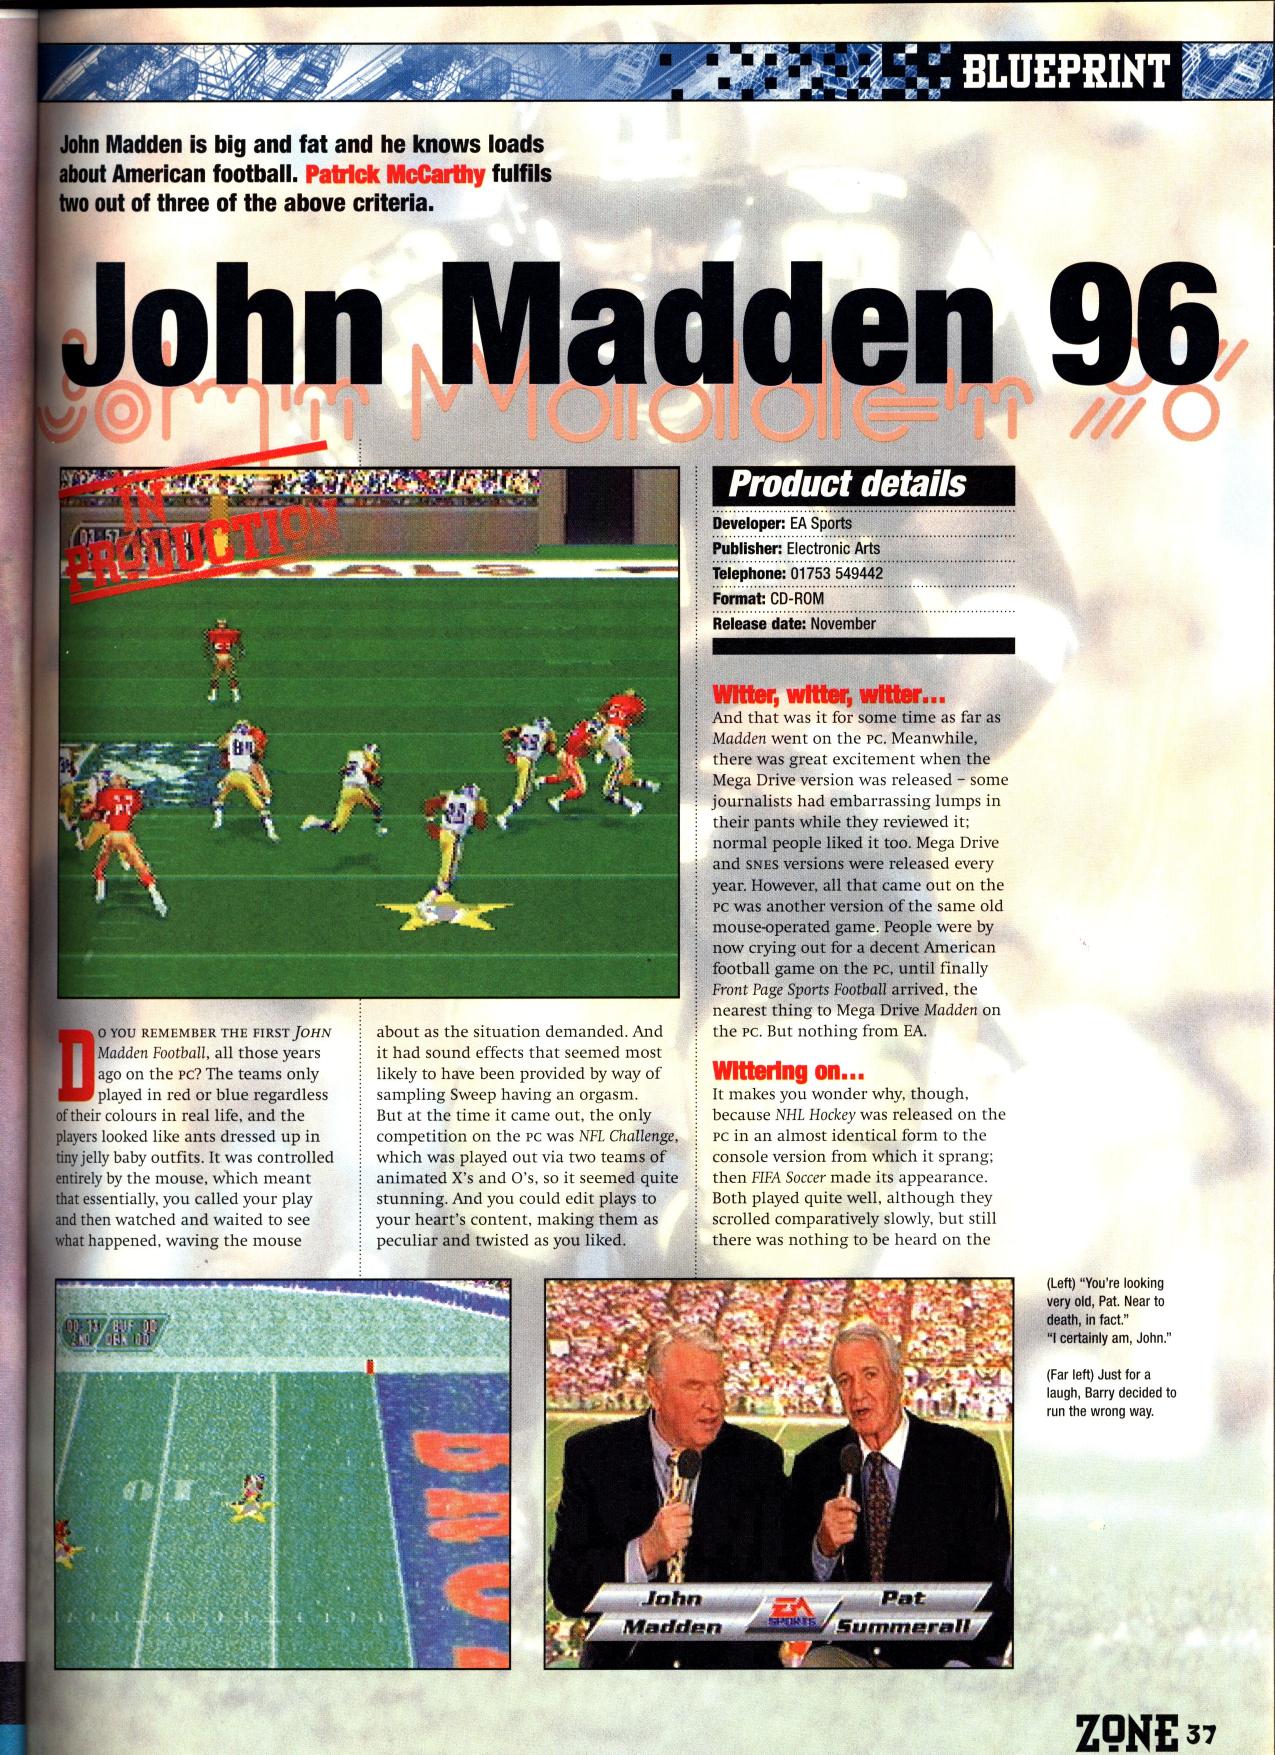 BLUEPRINT
John Madden is big and fat and he knows loads
about American football. Patrick McCarthy fulfils
two out of three of the above criteria.
John Madden 96
John Madden 96
IN
PRODUCTION
Product details
Developer: EA Sports
Publisher: Electronic Arts
Telephone: 01753 549442
Format: CD-ROM
Release date: November
DO YOU REMEMBER THE FIRST JOHN
Madden Football, all those years
ago on the PC? The teams only
played in red or blue regardless
of their colours in real life, and the
players looked like ants dressed up in
tiny jelly baby outfits. It was controlled
entirely by the mouse, which meant
that essentially, you called your play
and then watched and waited to see
what happened, waving the mouse
about as the situation demanded. And
it had sound effects that seemed most
likely to have been provided by way of
sampling Sweep having an orgasm.
But at the time it came out, the only
competition on the PC was NFL Challenge,
which was played out via two teams of
animated X's and O's, so it seemed quite
stunning. And you could edit plays to
your heart's content, making them as
peculiar and twisted as you liked.
Witter, witter, witter...
And that was it for some time as far as
Madden went on the PC. Meanwhile,
there was great excitement when the
Mega Drive version was released – some
journalists had embarrassing lumps in
their pants while they reviewed it;
normal people liked it too. Mega Drive
and SNES versions were released every
year. However, all that came out on the
PC was another version of the same old
mouse-operated game. People were by
now crying out for a decent American
football game on the PC, until finally
Front Page Sports Football arrived, the
nearest thing to Mega Drive Madden on
the PC. But nothing from EA.
Wittering on...
It makes you wonder why, though,
because NHL Hockey was released on the
PC in an almost identical form to the
console version from which it sprang;
then FIFA Soccer made its appearance.
Both played quite well, although they
scrolled comparatively slowly, but still
there was nothing to be heard on the
BUF 00
2ND DEN 00
John
Madden
EA
SPORTS
Pat
Summerall
(Left) “You're looking
very old, Pat. Near to
death, in fact.”
“I certainly am, John.”
(Far left) Just for a
laugh, Barry decided to
run the wrong way.
ZONE 37